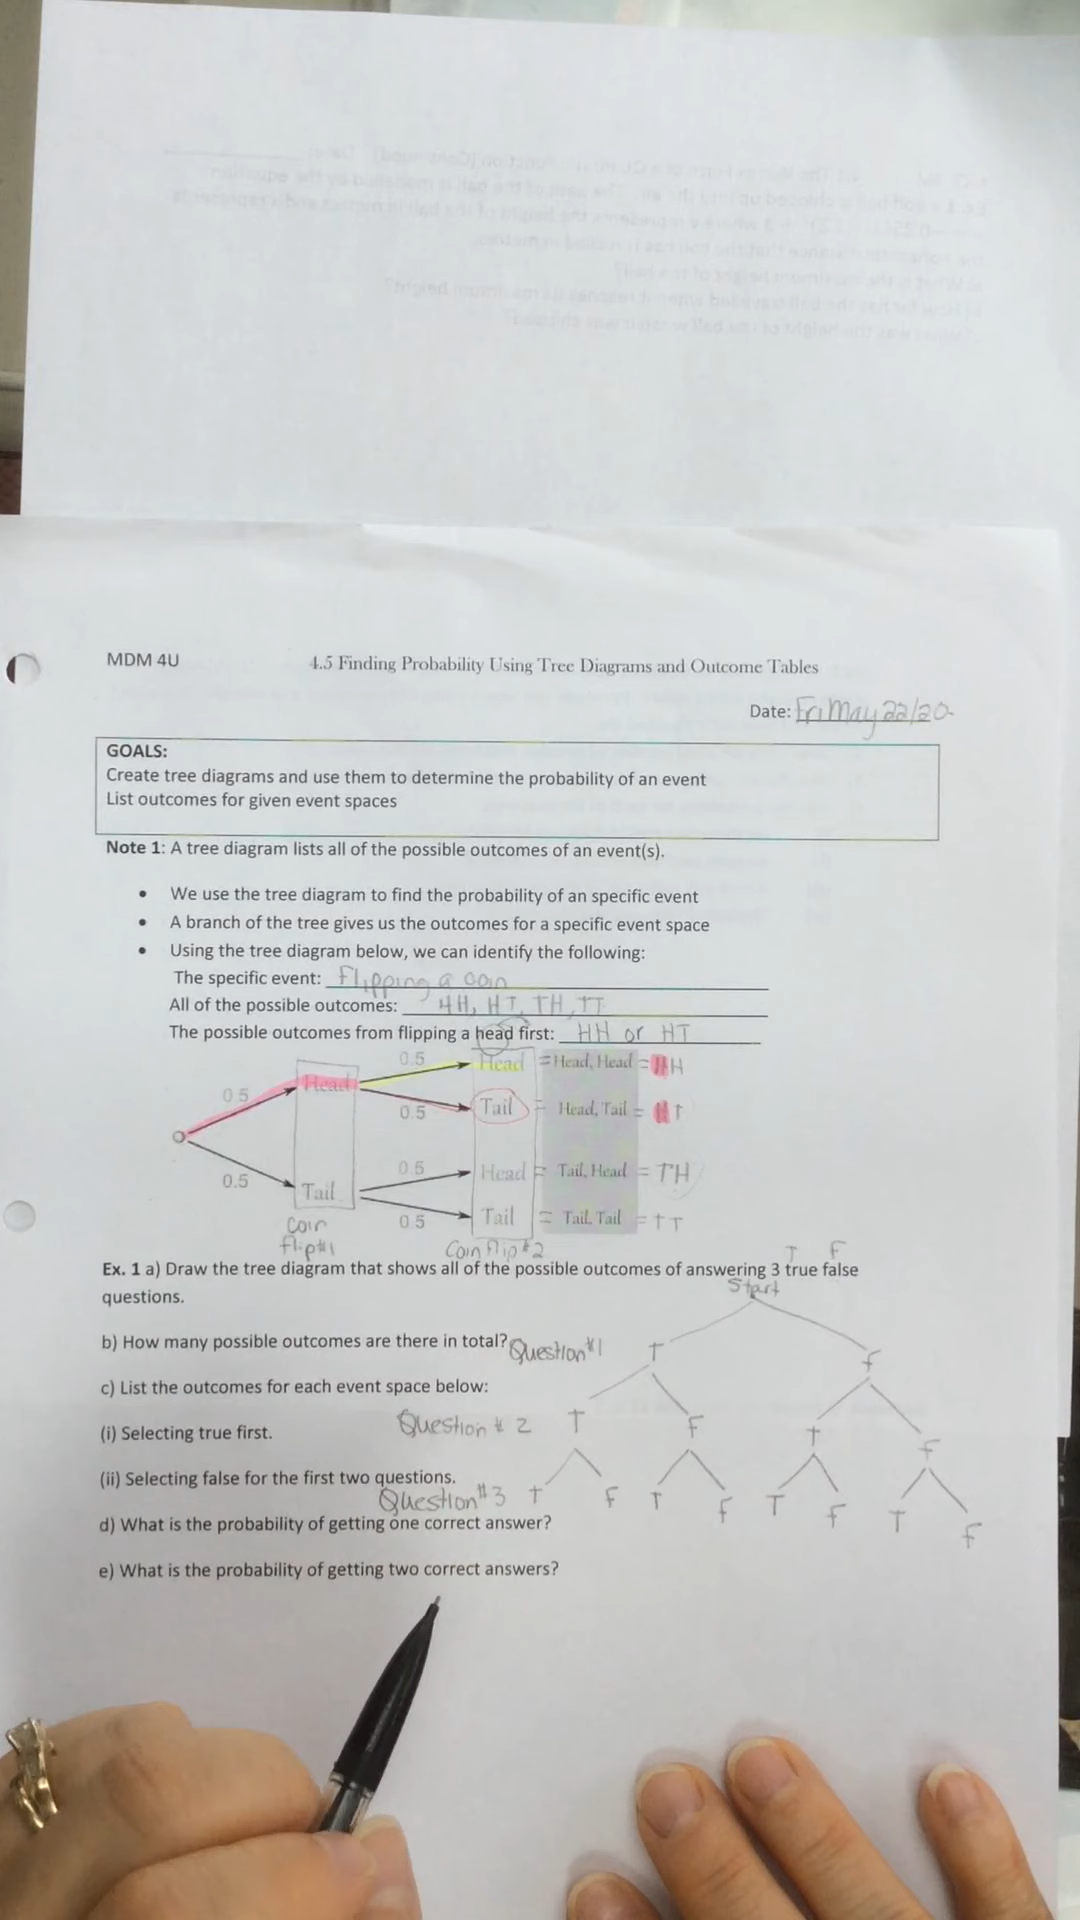 MDM 4U
4.5 Finding Probability Using Tree Diagrams and Outcome Tables
Date: Fri May 22/20
GOALS:
Create tree diagrams and use them to determine the probability of an event
List outcomes for given event spaces
Note 1: A tree diagram lists all of the possible outcomes of an event(s).
• We use the tree diagram to find the probability of an specific event
• A branch of the tree gives us the outcomes for a specific event space
• Using the tree diagram below, we can identify the following:
The specific event: Flipping a coin
All of the possible outcomes: HH, HT, TH, TT
The possible outcomes from flipping a head first: HH or HT
0.5 Head = Head, Head = HH
0.5 Head
0.5 Tail = Head, Tail = HT
0.5 Head = Tail, Head = TH
0.5 Tail
0.5 Tail = Tail, Tail = TT
Coin flip#1
Coin flip #2
T F
Ex. 1 a) Draw the tree diagram that shows all of the possible outcomes of answering 3 true false
questions.
Start
b) How many possible outcomes are there in total? Question #1 T F
c) List the outcomes for each event space below:
(i) Selecting true first. Question # 2 T F T F
(ii) Selecting false for the first two questions.
Question #3 T F T F T F T F
d) What is the probability of getting one correct answer?
e) What is the probability of getting two correct answers?